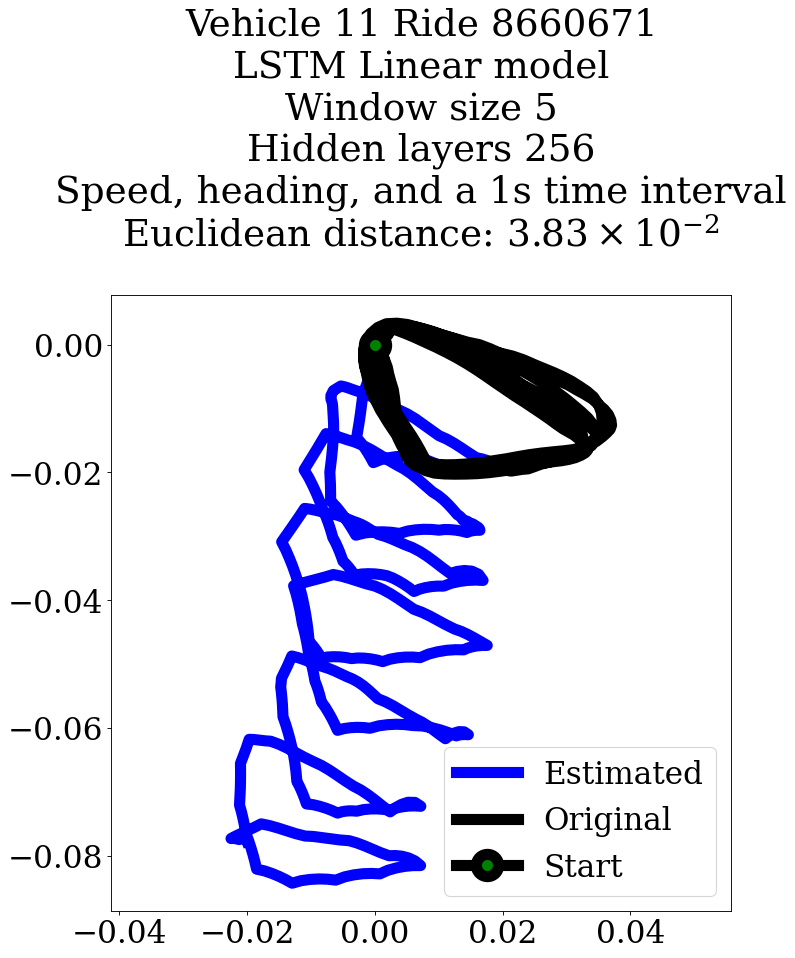 Vehicle 11 Ride 8660671
LSTM Linear model
Window size 5
Hidden layers 256
Speed, heading, and a 1s time interval
Euclidean distance: 3.83 × 10⁻²
0.00
−0.02
−0.04
−0.06
−0.08
Estimated
Original
Start
−0.04 −0.02 0.00 0.02 0.04